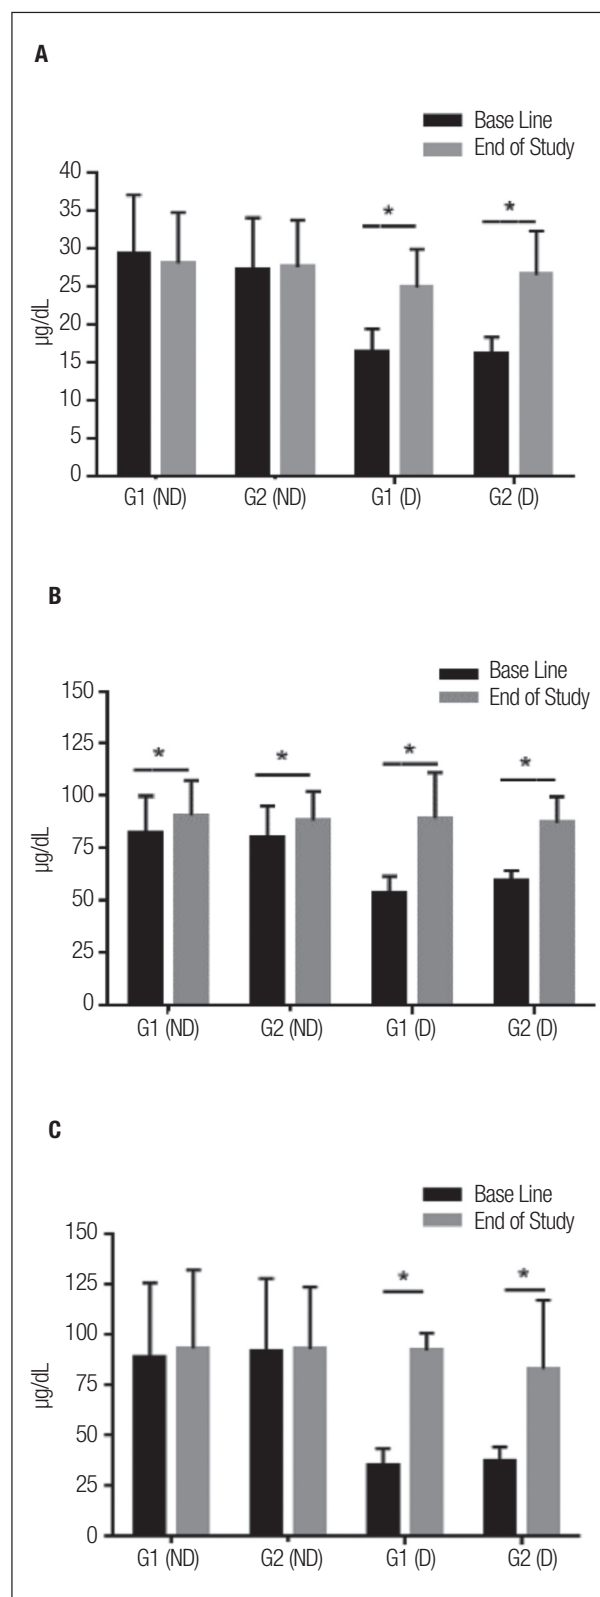 A
Base Line
End of Study
40
35
30
25
20
15
10
5
0
µg/dL
* *
G1 (ND) G2 (ND) G1 (D) G2 (D)
B
Base Line
End of Study
150
125
100
75
50
25
0
µg/dL
* * * *
G1 (ND) G2 (ND) G1 (D) G2 (D)
C
Base Line
End of Study
150
125
100
75
50
25
0
µg/dL
* *
G1 (ND) G2 (ND) G1 (D) G2 (D)